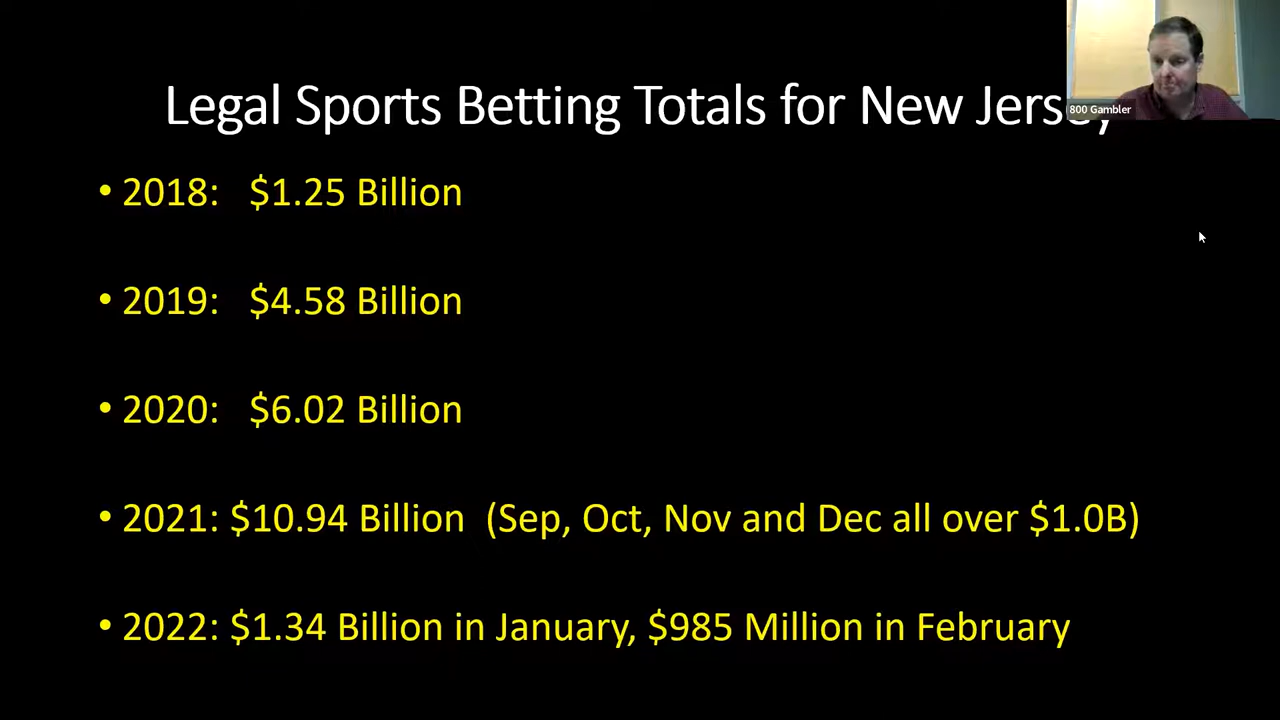 Legal Sports Betting Totals for New Jersey
800 Gambler
• 2018: $1.25 Billion
• 2019: $4.58 Billion
• 2020: $6.02 Billion
• 2021: $10.94 Billion (Sep, Oct, Nov and Dec all over $1.0B)
• 2022: $1.34 Billion in January, $985 Million in February